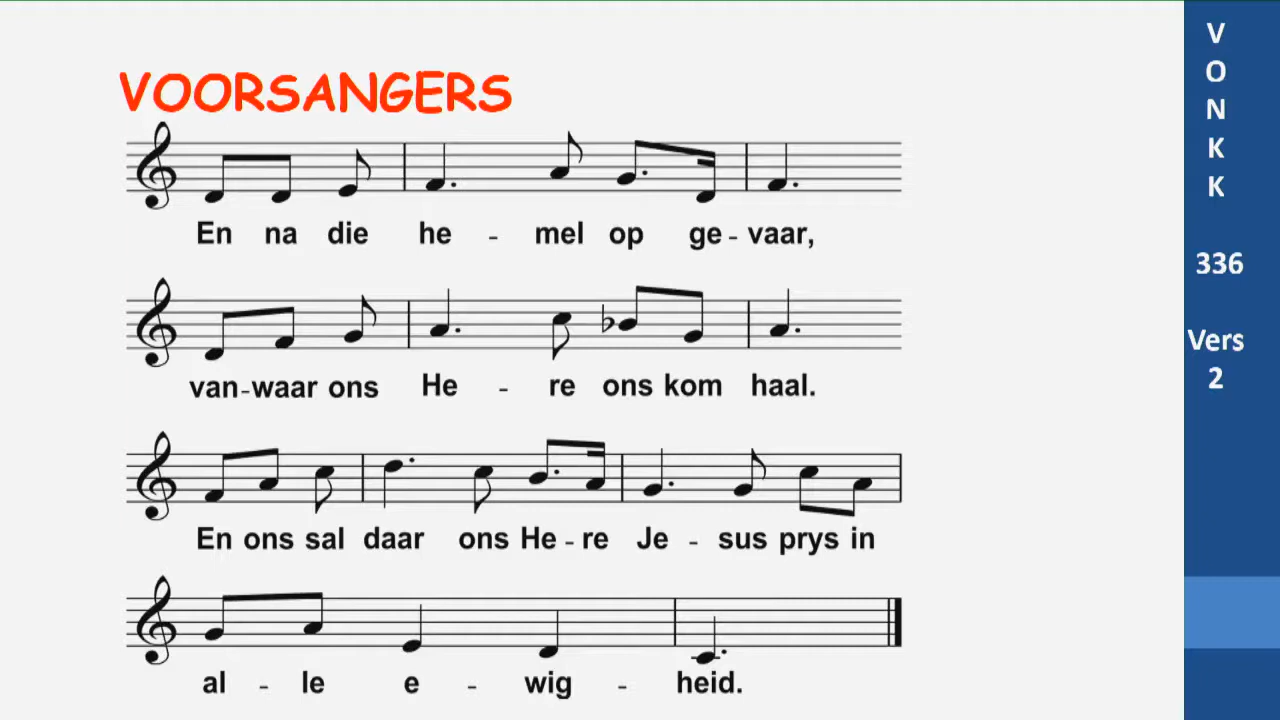 VOORSANGERS
En na die he - mel op ge - vaar,
van-waar ons He - re ons kom haal.
En ons sal daar ons He - re Je - sus prys in
al - le e - wig - heid.
V
O
N
K
K
336
Vers
2